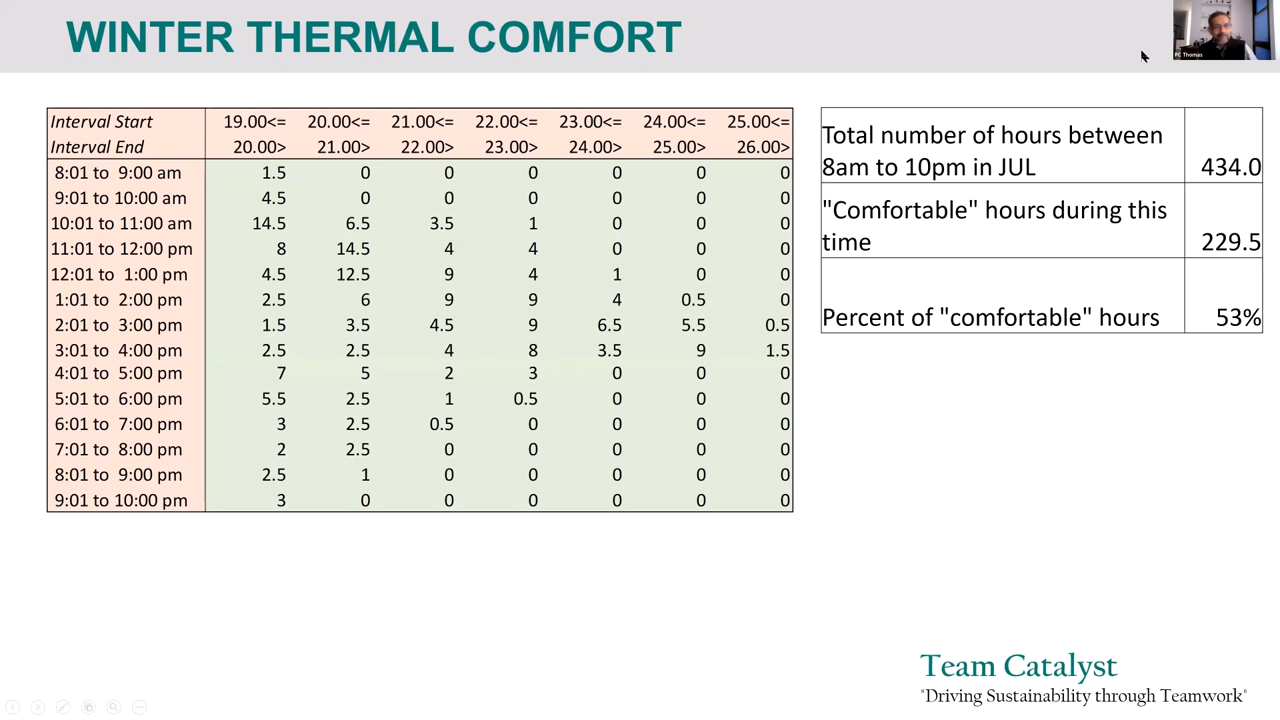 WINTER THERMAL COMFORT
PC Thomas
Interval Start 19.00<= 20.00<= 21.00<= 22.00<= 23.00<= 24.00<= 25.00<=
Interval End 20.00> 21.00> 22.00> 23.00> 24.00> 25.00> 26.00>
8:01 to 9:00 am 1.5 0 0 0 0 0 0
9:01 to 10:00 am 4.5 0 0 0 0 0 0
10:01 to 11:00 am 14.5 6.5 3.5 1 0 0 0
11:01 to 12:00 pm 8 14.5 4 4 0 0 0
12:01 to 1:00 pm 4.5 12.5 9 4 1 0 0
1:01 to 2:00 pm 2.5 6 9 9 4 0.5 0
2:01 to 3:00 pm 1.5 3.5 4.5 9 6.5 5.5 0.5
3:01 to 4:00 pm 2.5 2.5 4 8 3.5 9 1.5
4:01 to 5:00 pm 7 5 2 3 0 0 0
5:01 to 6:00 pm 5.5 2.5 1 0.5 0 0 0
6:01 to 7:00 pm 3 2.5 0.5 0 0 0 0
7:01 to 8:00 pm 2 2.5 0 0 0 0 0
8:01 to 9:00 pm 2.5 1 0 0 0 0 0
9:01 to 10:00 pm 3 0 0 0 0 0 0
Total number of hours between
8am to 10pm in JUL 434.0
"Comfortable" hours during this
time 229.5
Percent of "comfortable" hours 53%
Team Catalyst
"Driving Sustainability through Teamwork"